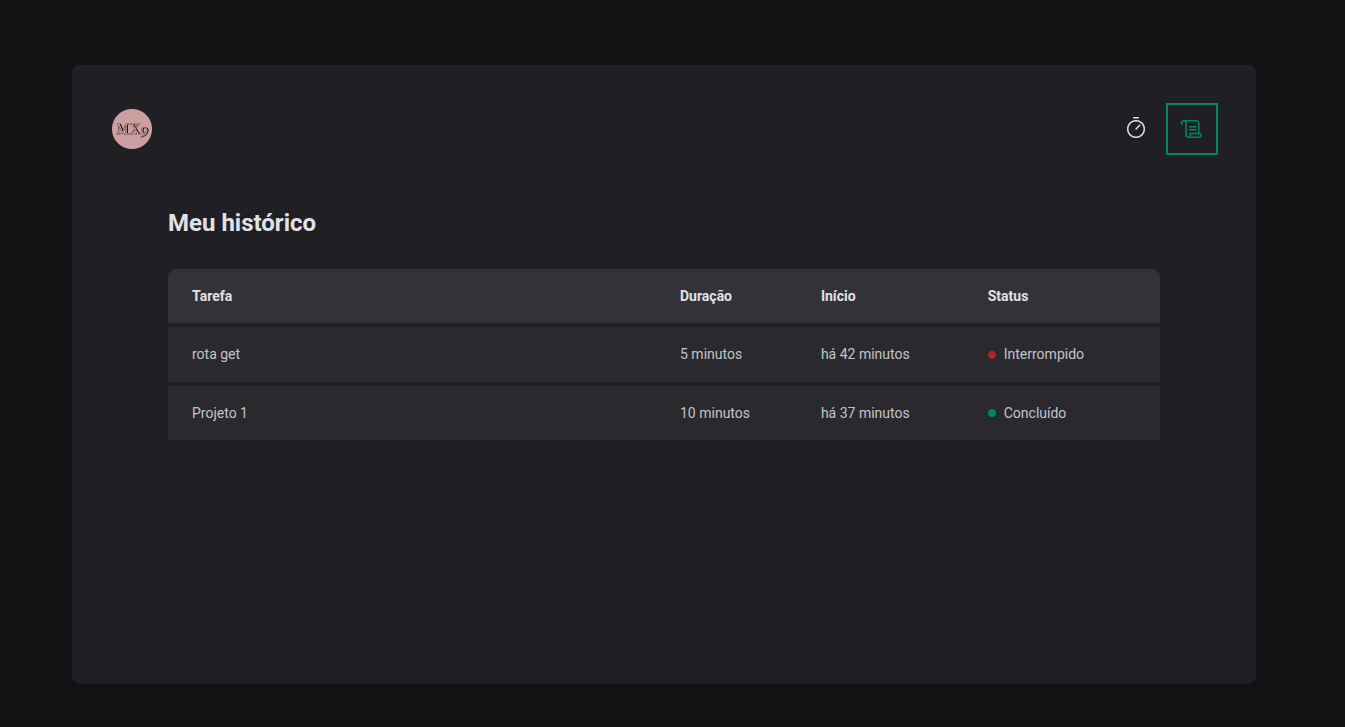 MX9
Meu histórico
Tarefa Duração Início Status
rota get 5 minutos há 42 minutos Interrompido
Projeto 1 10 minutos há 37 minutos Concluído